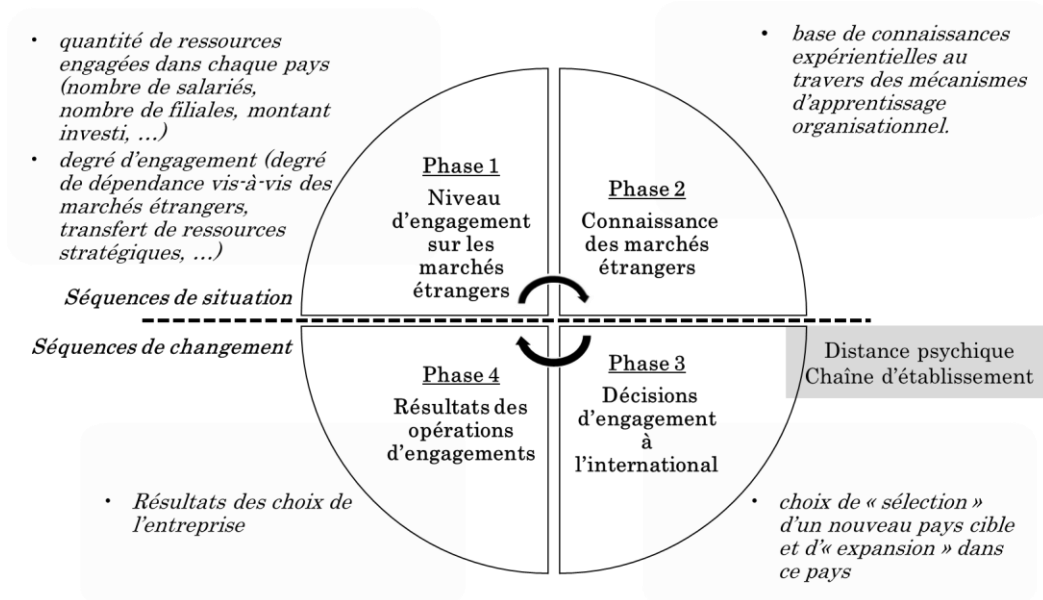 • quantité de ressources
engagées dans chaque pays
(nombre de salariés,
nombre de filiales, montant
investi, …)
• degré d’engagement (degré
de dépendance vis-à-vis des
marchés étrangers,
transfert de ressources
stratégiques, …)
• base de connaissances
expérientielles au
travers des mécanismes
d’apprentissage
organisationnel.
Phase 1
Niveau
d’engagement
sur les
marchés
étrangers
Phase 2
Connaissance
des marchés
étrangers
Séquences de situation
Séquences de changement
Distance psychique
Chaîne d’établissement
Phase 4
Résultats des
opérations
d’engagements
Phase 3
Décisions
d’engagement
à
l’international
• Résultats des choix de
l’entreprise
• choix de « sélection »
d’un nouveau pays cible
et d’« expansion » dans
ce pays